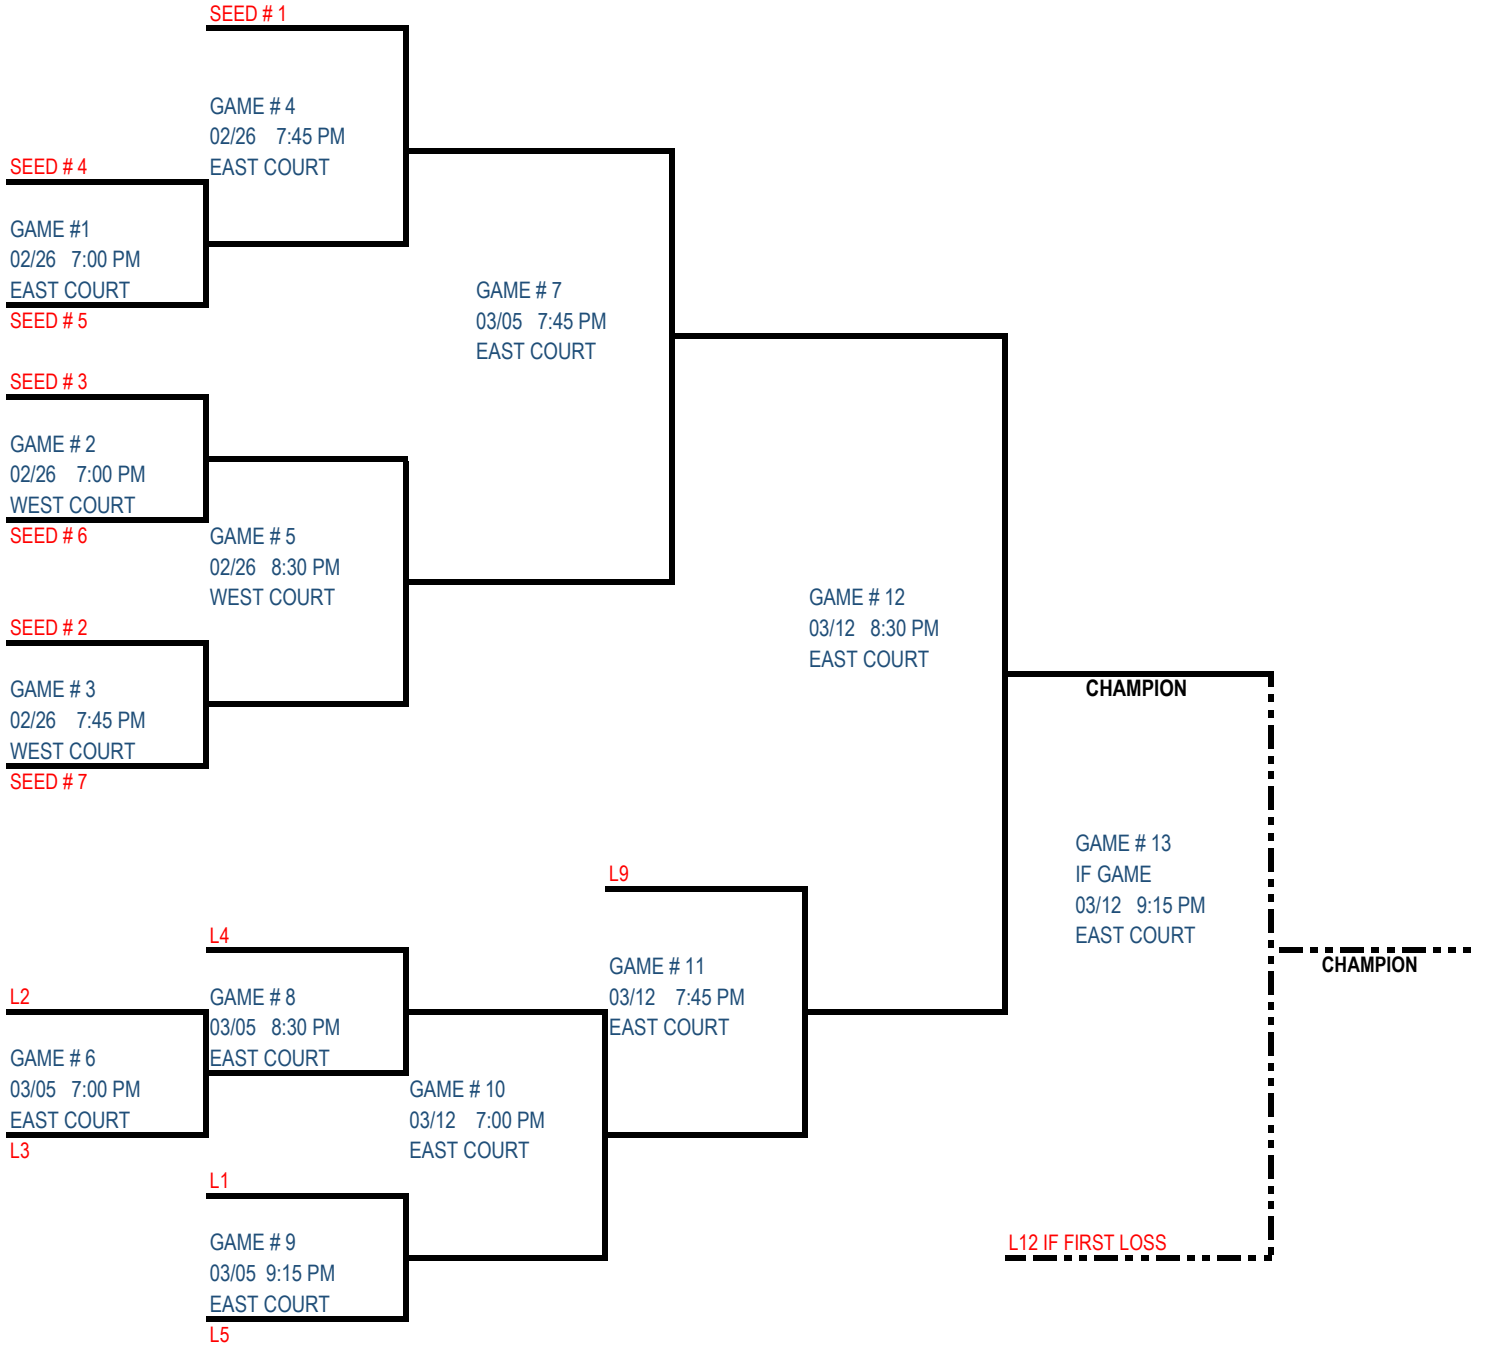 SEED # 1
GAME # 4
02/26 7:45 PM
EAST COURT
SEED # 4
GAME #1
02/26 7:00 PM
EAST COURT
SEED # 5
GAME # 7
03/05 7:45 PM
EAST COURT
SEED # 3
GAME # 2
02/26 7:00 PM
WEST COURT
SEED # 6
GAME # 5
02/26 8:30 PM
WEST COURT
GAME # 12
03/12 8:30 PM
EAST COURT
SEED # 2
GAME # 3
02/26 7:45 PM
WEST COURT
SEED # 7
CHAMPION
GAME # 13
IF GAME
03/12 9:15 PM
EAST COURT
CHAMPION
L9
GAME # 11
03/12 7:45 PM
EAST COURT
L4
GAME # 8
03/05 8:30 PM
EAST COURT
L2
GAME # 6
03/05 7:00 PM
EAST COURT
L3
GAME # 10
03/12 7:00 PM
EAST COURT
L1
GAME # 9
03/05 9:15 PM
EAST COURT
L5
L12 IF FIRST LOSS